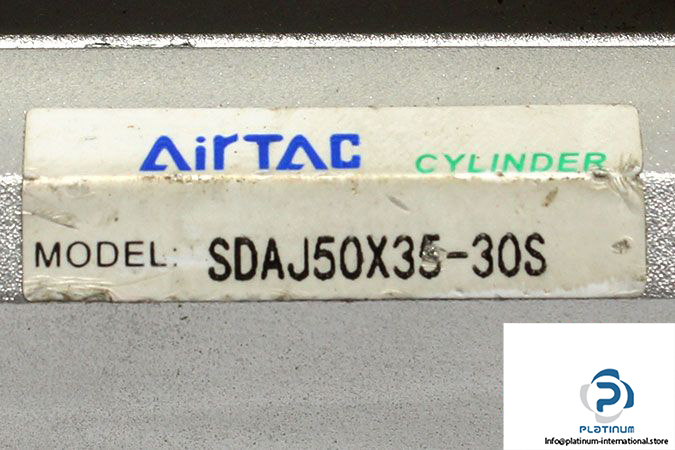 AirTAC CYLINDER
MODEL: SDAJ50X35-30S
PLATINUM
Info@platinum-international.store